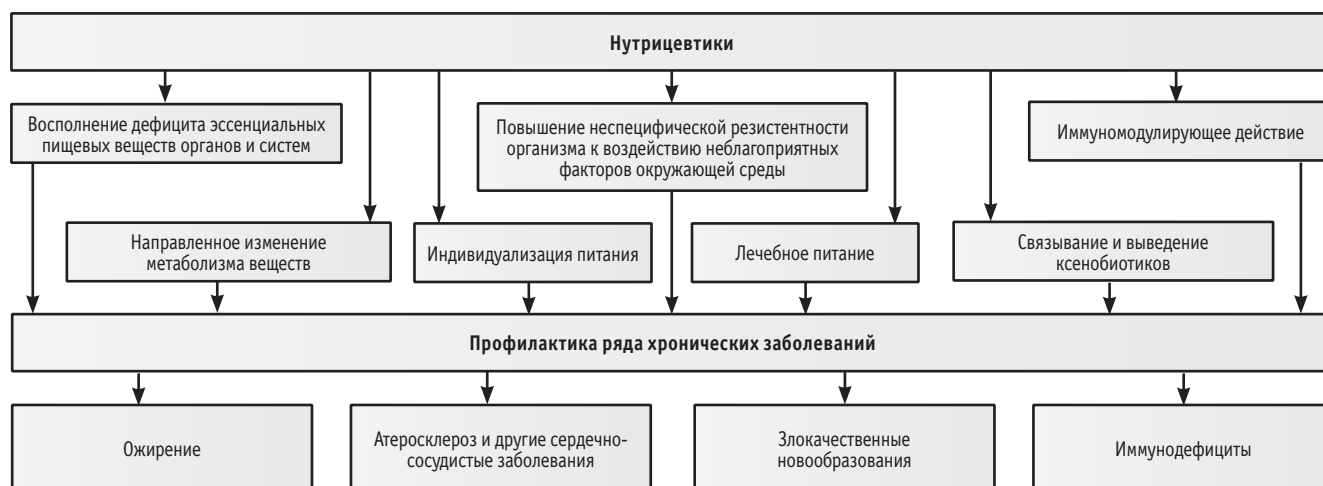 Нутрицевтики
Восполнение дефицита эссенциальных
пищевых веществ органов и систем
Повышение неспецифической резистентности
организма к воздействию неблагоприятных
факторов окружающей среды
Иммуномодулирующее действие
Направленное изменение
метаболизма веществ
Индивидуализация питания
Лечебное питание
Связывание и выведение
ксенобиотиков
Профилактика ряда хронических заболеваний
Ожирение
Атеросклероз и другие сердечно-
сосудистые заболевания
Злокачественные
новообразования
Иммунодефициты